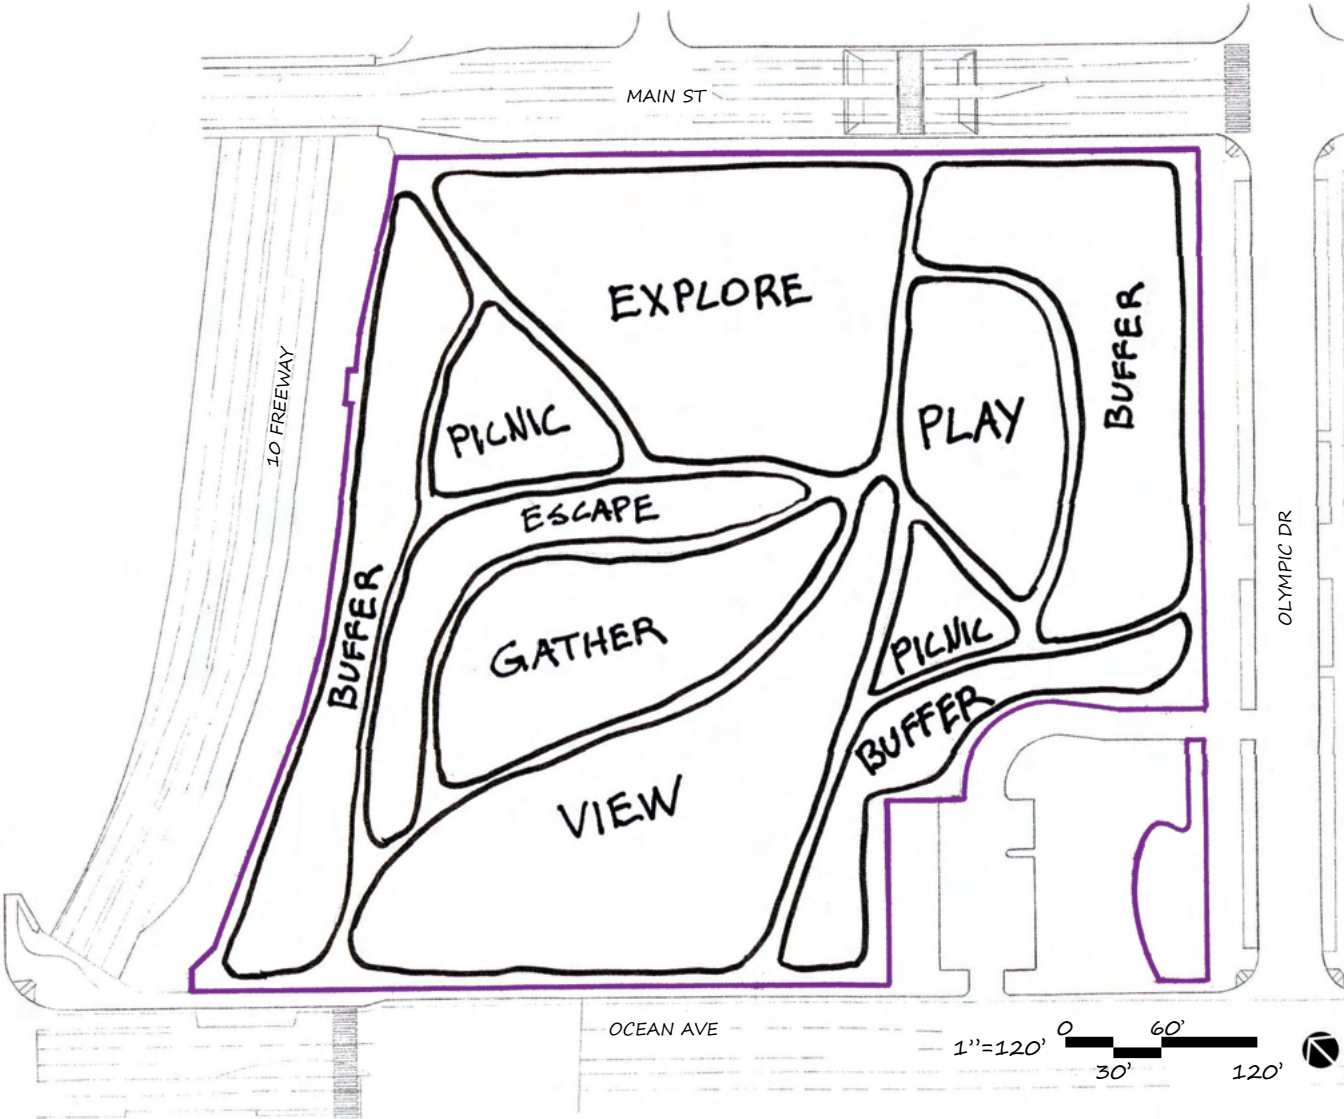 MAIN ST
EXPLORE
BUFFER
10 FREEWAY
PICNIC
PLAY
ESCAPE
OLYMPIC DR
BUFFER
GATHER
PICNIC
BUFFER
VIEW
OCEAN AVE
1''=120'
0 60'
30' 120'